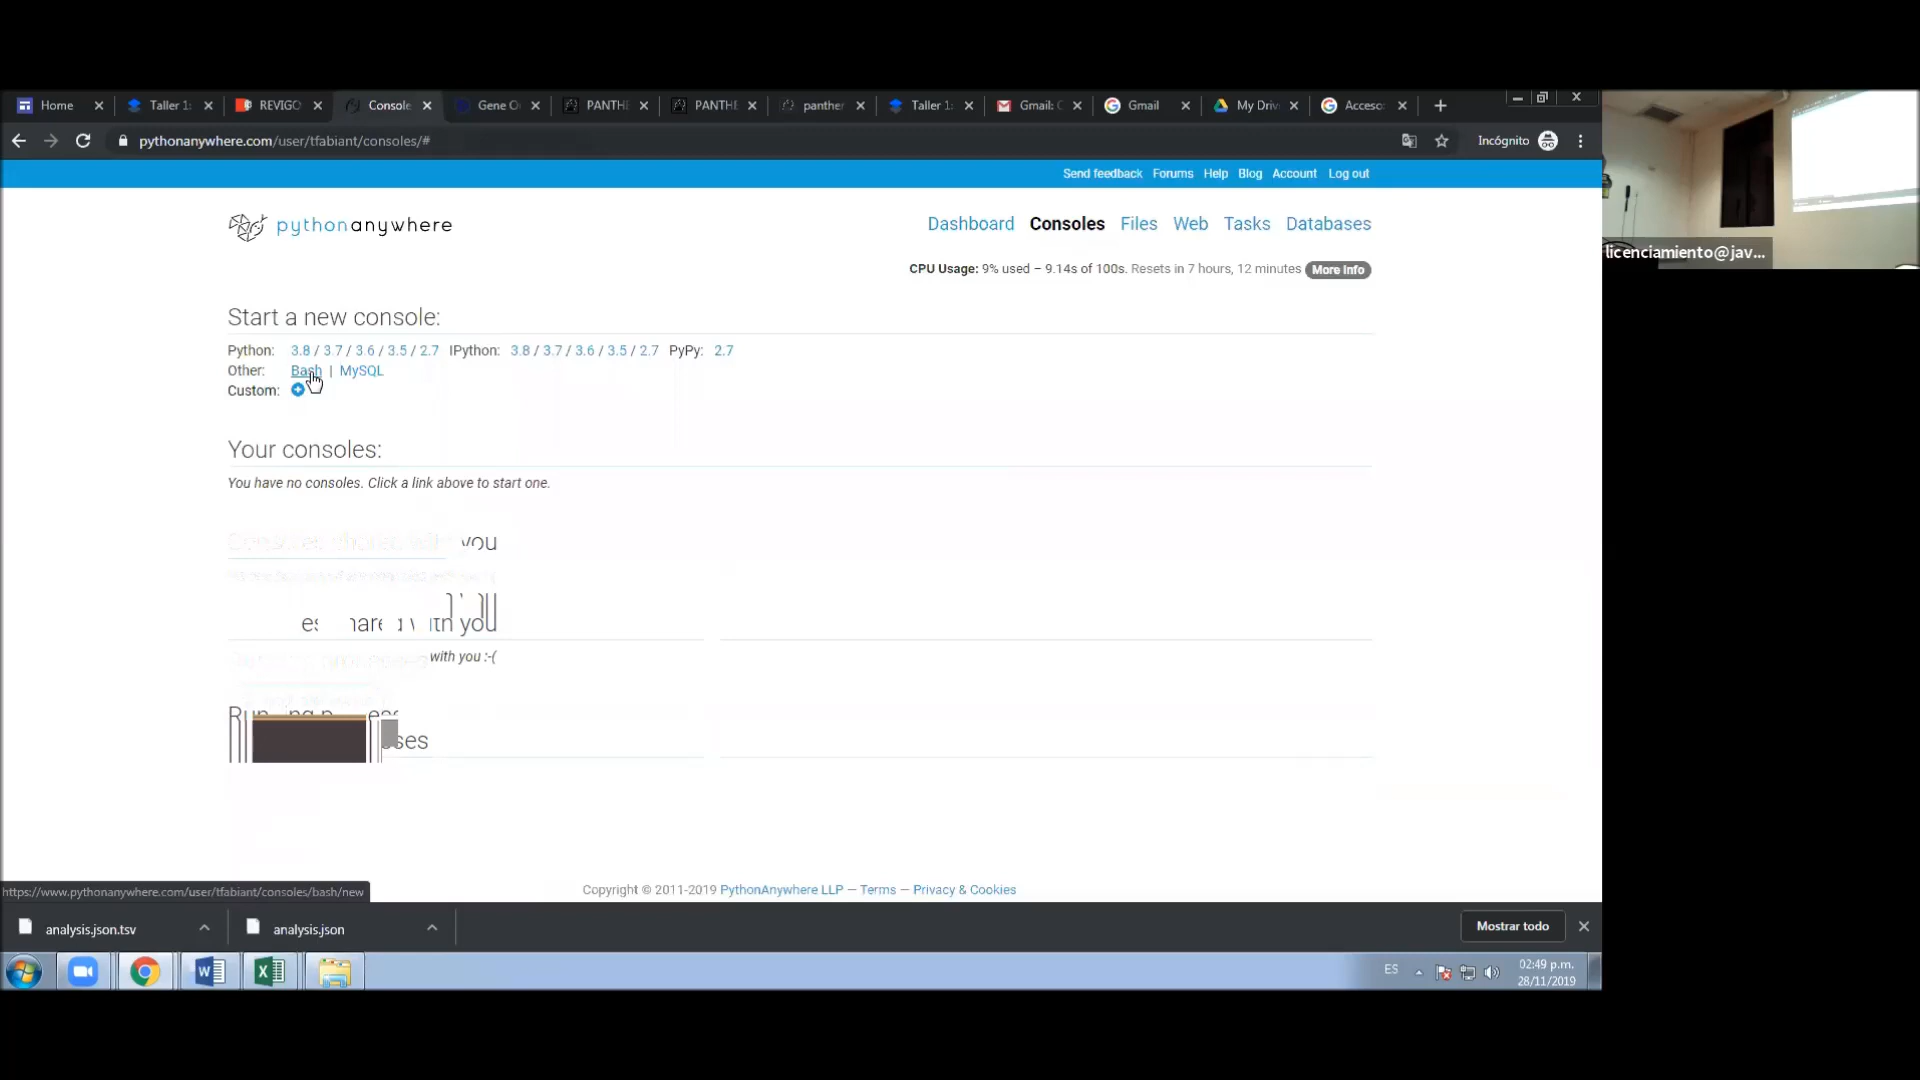 Home
Taller 1:
REVIGO
Console
Gene O
PANTHE
PANTHE
panther
Taller 1:
Gmail: C
Gmail
My Driv
Acceso
pythonanywhere.com/user/tfabiant/consoles/#
Incógnito
Send feedback Forums Help Blog Account Log out
pythonanywhere
Dashboard Consoles Files Web Tasks Databases
CPU Usage: 9% used – 9.14s of 100s. Resets in 7 hours, 12 minutes More Info
licenciamiento@jav...
Start a new console:
Python: 3.8 / 3.7 / 3.6 / 3.5 / 2.7 IPython: 3.8 / 3.7 / 3.6 / 3.5 / 2.7 PyPy: 2.7
Other: Bash | MySQL
Custom:
Your consoles:
You have no consoles. Click a link above to start one.
you
with you
with you :-(
https://www.pythonanywhere.com/user/tfabiant/consoles/bash/new
Copyright © 2011-2019 PythonAnywhere LLP — Terms — Privacy & Cookies
analysis.json.tsv
analysis.json
Mostrar todo
ES
02:49 p.m.
28/11/2019